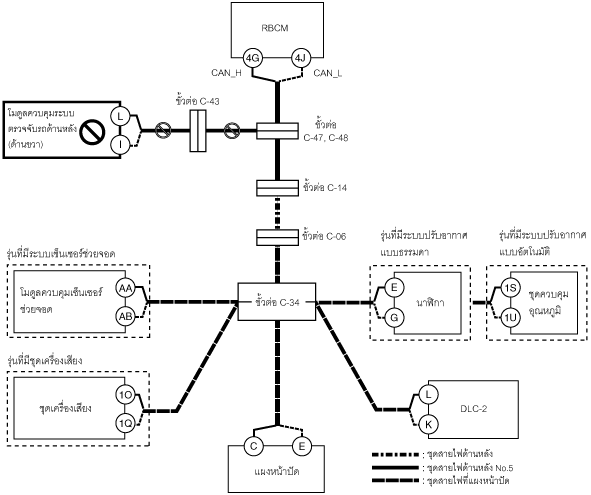 RBCM
4G
4J
CAN_H
CAN_L
ขั้วต่อ C-43
โมดูลควบคุมระบบ
ตรวจจับรถด้านหลัง
(ด้านขวา)
L
I
ขั้วต่อ
C-47, C-48
ขั้วต่อ C-14
ขั้วต่อ C-06
รุ่นที่มีระบบเซ็นเซอร์ช่วยจอด
โมดูลควบคุมเซ็นเซอร์
ช่วยจอด
AA
AB
ขั้วต่อ C-34
รุ่นที่มีระบบปรับอากาศ
แบบธรรมดา
E
G
นาฬิกา
รุ่นที่มีระบบปรับอากาศ
แบบอัตโนมัติ
1S
1U
ชุดควบคุม
อุณหภูมิ
รุ่นที่มีชุดเครื่องเสียง
ชุดเครื่องเสียง
1O
1Q
L
K
DLC-2
C
E
แผงหน้าปัด
: ชุดสายไฟด้านหลัง
: ชุดสายไฟด้านหลัง No.5
: ชุดสายไฟที่แผงหน้าปัด